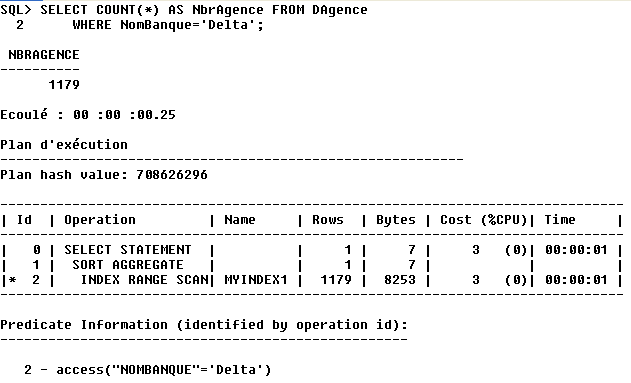 SQL> SELECT COUNT(*) AS NbrAgence FROM DAgence
  2      WHERE NomBanque='Delta';
 NBRAGENCE
----------
      1179
Ecoulé : 00 :00 :00.25
Plan d'exécution
----------------------------------------------------------
Plan hash value: 708626296
------------------------------------------------------------------------------
| Id  | Operation         | Name     | Rows  | Bytes | Cost (%CPU)| Time     |
------------------------------------------------------------------------------
|   0 | SELECT STATEMENT  |          |     1 |     7 |     3   (0)| 00:00:01 |
|   1 |  SORT AGGREGATE   |          |     1 |     7 |            |          |
|*  2 |   INDEX RANGE SCAN| MYINDEX1 |  1179 |  8253 |     3   (0)| 00:00:01 |
------------------------------------------------------------------------------
Predicate Information (identified by operation id):
---------------------------------------------------
   2 - access("NOMBANQUE"='Delta')